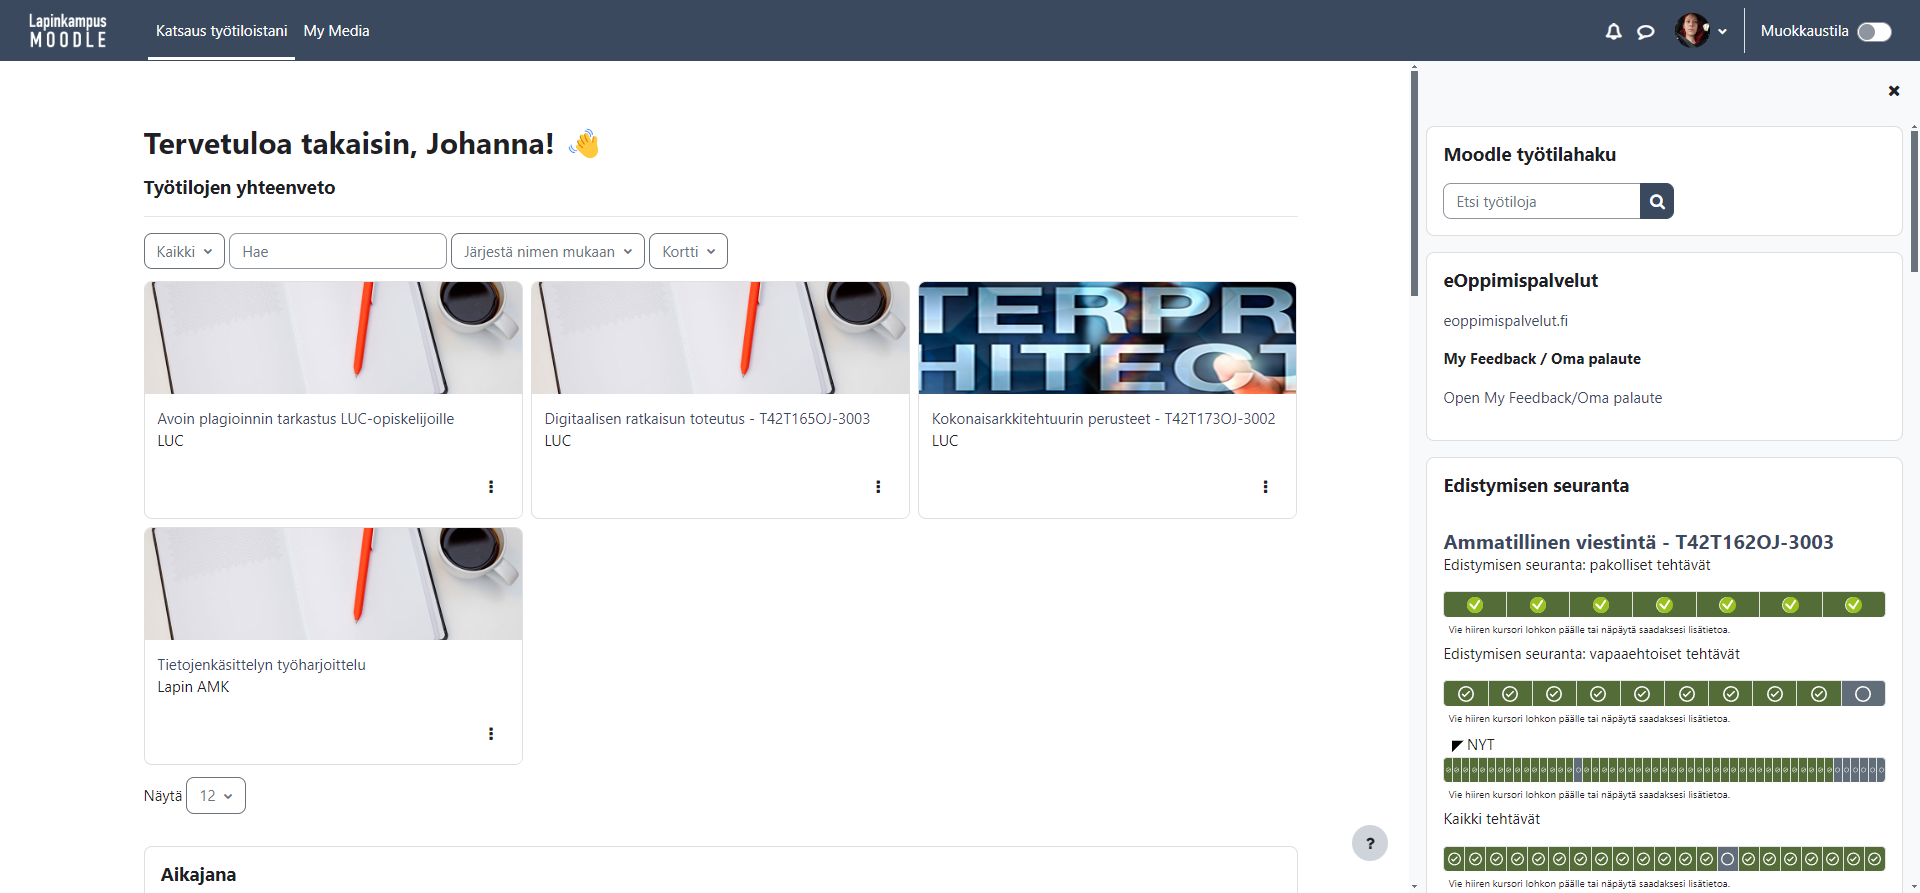 Lapinkampus
MOODLE
Katsaus työtiloistani
My Media
Muokkaustila
Tervetuloa takaisin, Johanna!
Työtilojen yhteenveto
Kaikki
Hae
Järjestä nimen mukaan
Kortti
TERPR
HITECT
Avoin plagioinnin tarkastus LUC-opiskelijoille
LUC
Digitaalisen ratkaisun toteutus - T42T165OJ-3003
LUC
Kokonaisarkkitehtuurin perusteet - T42T173OJ-3002
LUC
Tietojenkäsittelyn työharjoittelu
Lapin AMK
Näytä 12
Aikajana
?
Moodle työtilahaku
Etsi työtiloja
eOppimispalvelut
eoppimispalvelut.fi
My Feedback / Oma palaute
Open My Feedback/Oma palaute
Edistymisen seuranta
Ammatillinen viestintä - T42T162OJ-3003
Edistymisen seuranta: pakolliset tehtävät
Vie hiiren kursori lohkon päälle tai näpäytä saadaksesi lisätietoa.
Edistymisen seuranta: vapaaehtoiset tehtävät
Vie hiiren kursori lohkon päälle tai näpäytä saadaksesi lisätietoa.
NYT
Vie hiiren kursori lohkon päälle tai näpäytä saadaksesi lisätietoa.
Kaikki tehtävät
Vie hiiren kursori lohkon päälle tai näpäytä saadaksesi lisätietoa.